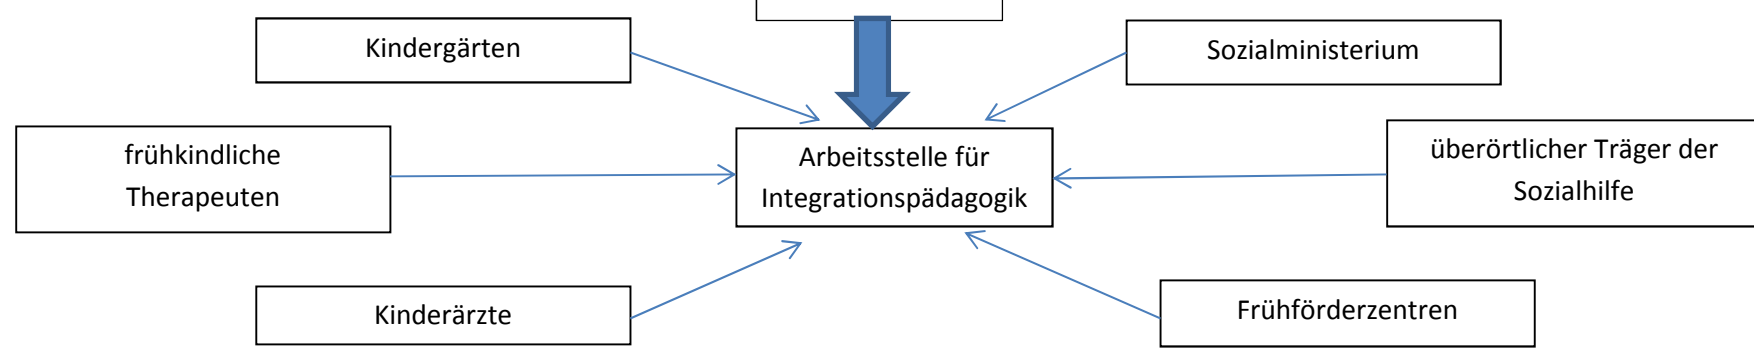 Kindergärten
Sozialministerium
frühkindliche
Therapeuten
Arbeitsstelle für
Integrationspädagogik
überörtlicher Träger der
Sozialhilfe
Kinderärzte
Frühförderzentren